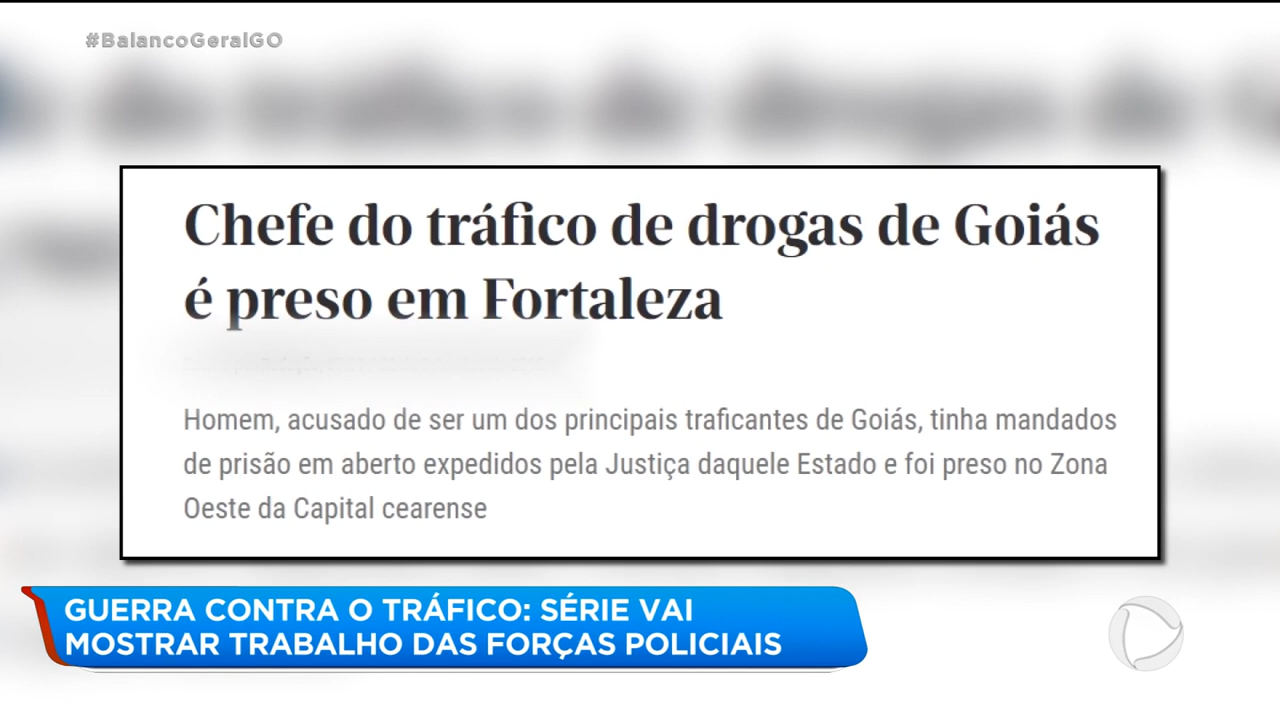 #BalancoGeralGO
Chefe do tráfico de drogas de Goiás
é preso em Fortaleza
Homem, acusado de ser um dos principais traficantes de Goiás, tinha mandados
de prisão em aberto expedidos pela Justiça daquele Estado e foi preso no Zona
Oeste da Capital cearense
GUERRA CONTRA O TRÁFICO: SÉRIE VAI
MOSTRAR TRABALHO DAS FORÇAS POLICIAIS